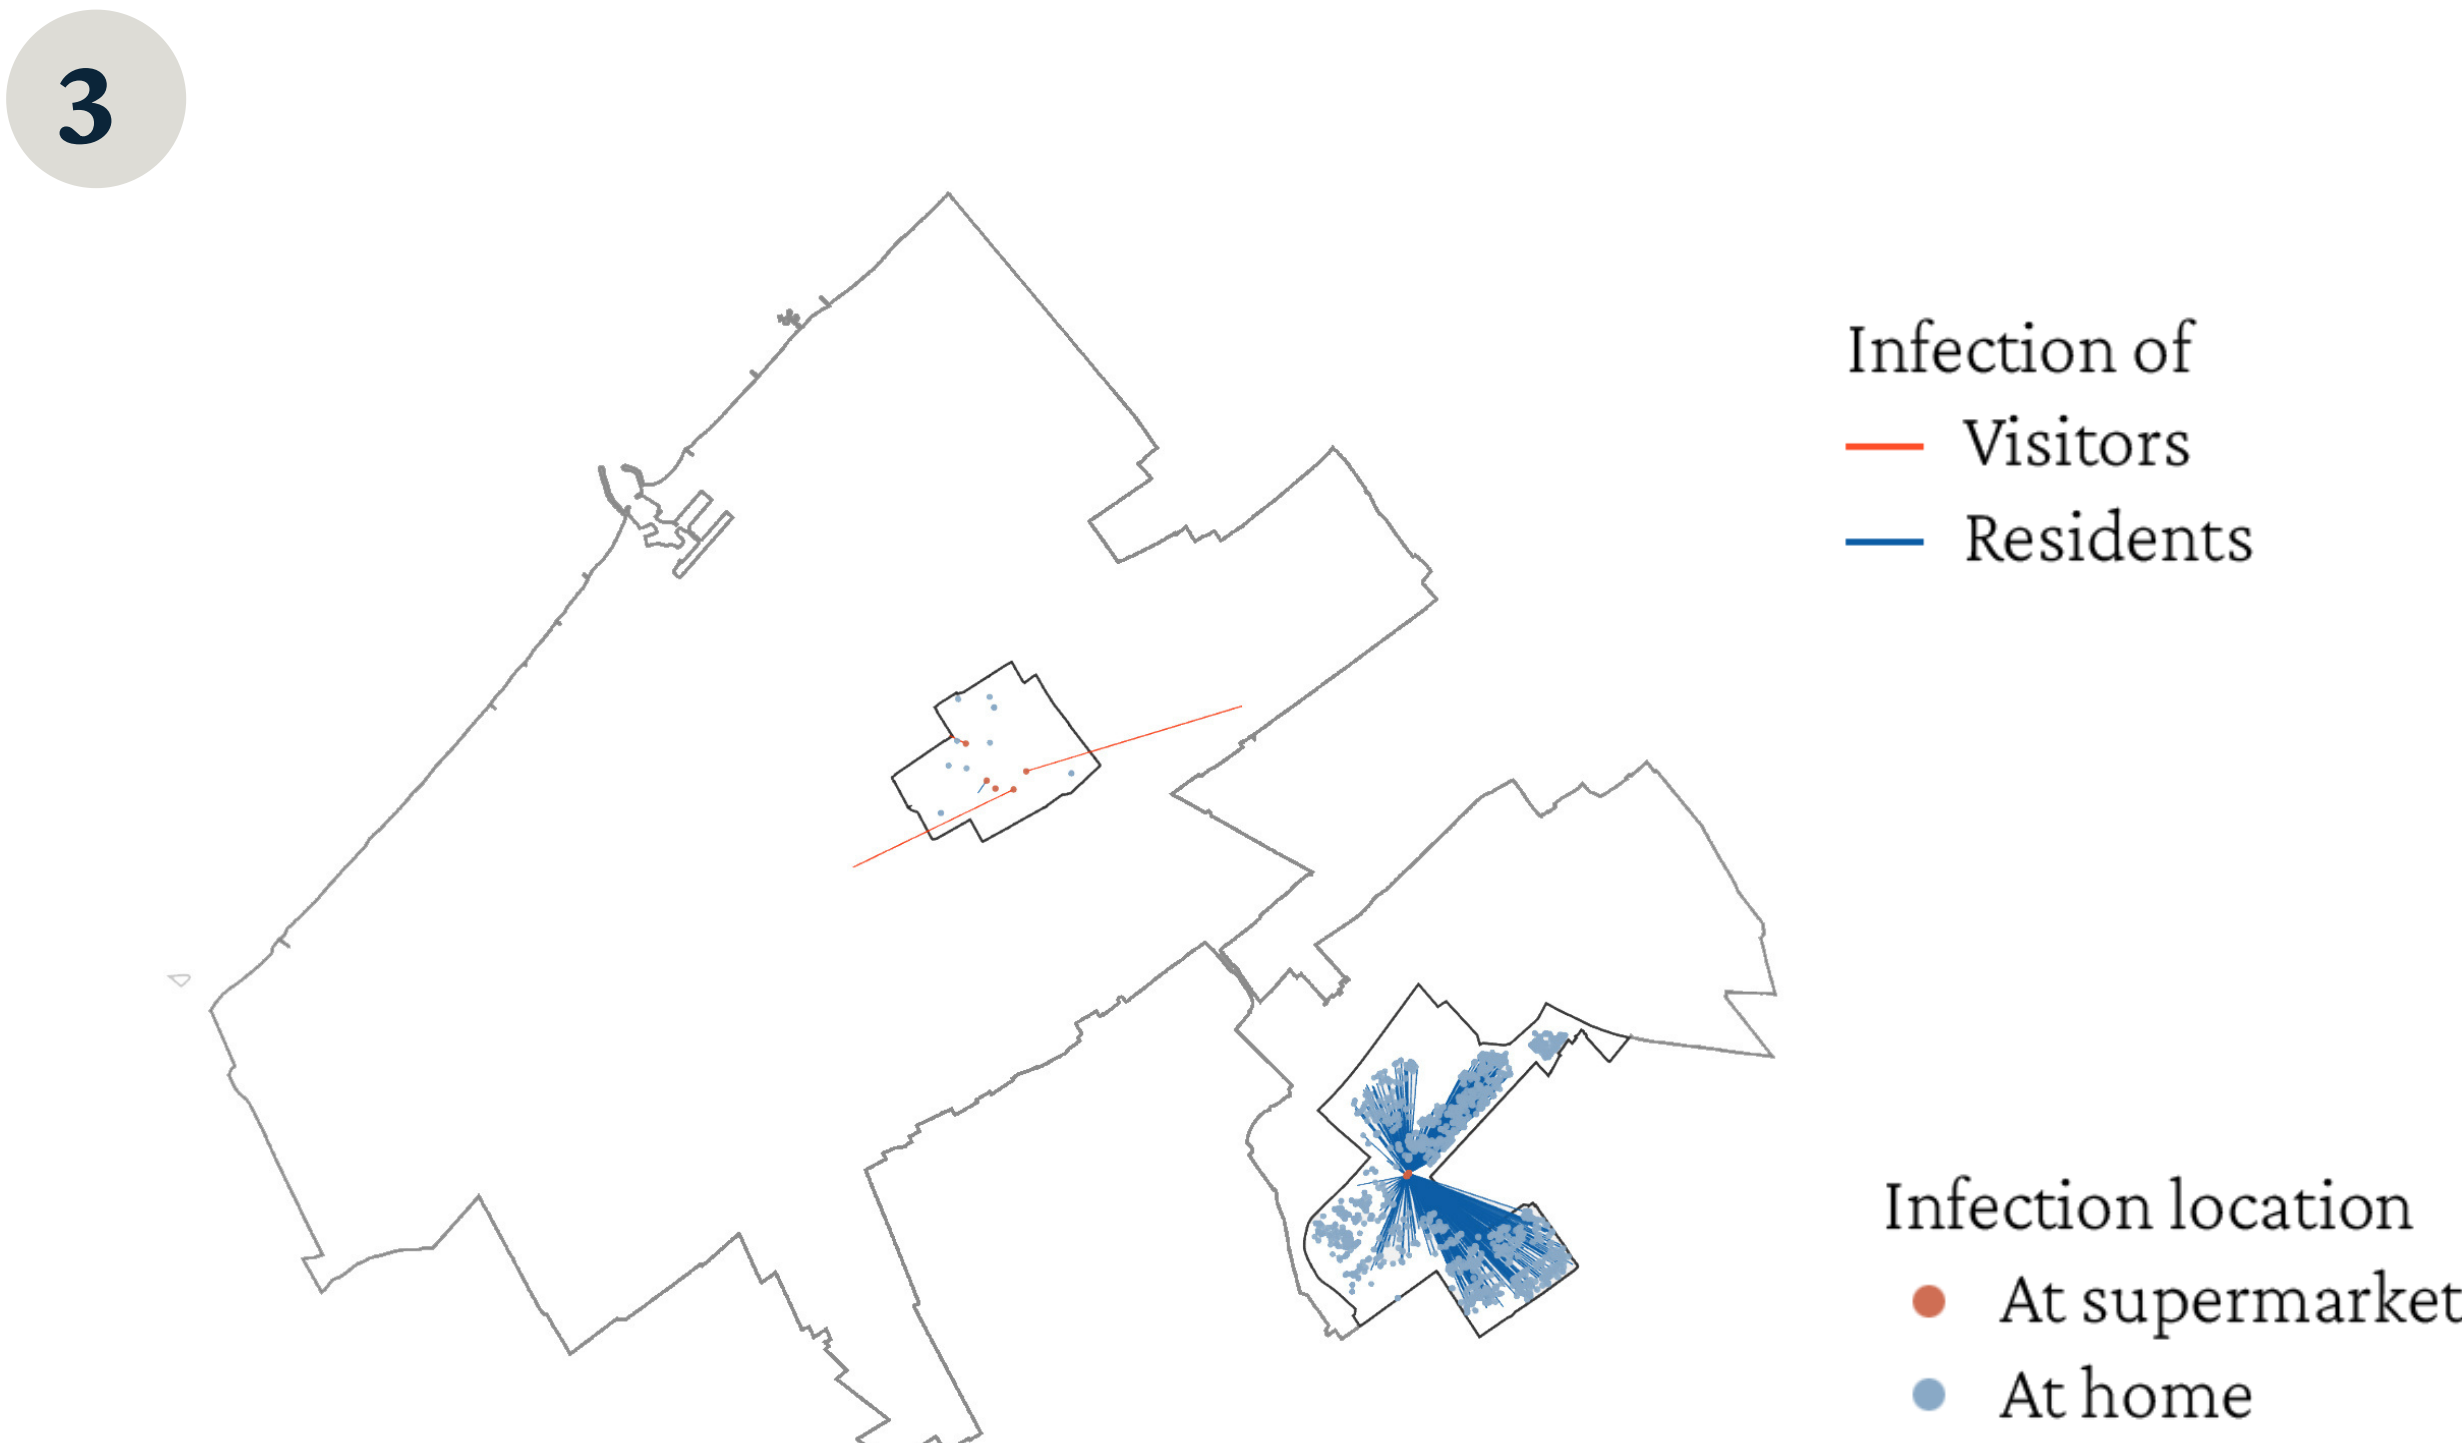 3
Infection of
Visitors
Residents
Infection location
At supermarket
At home